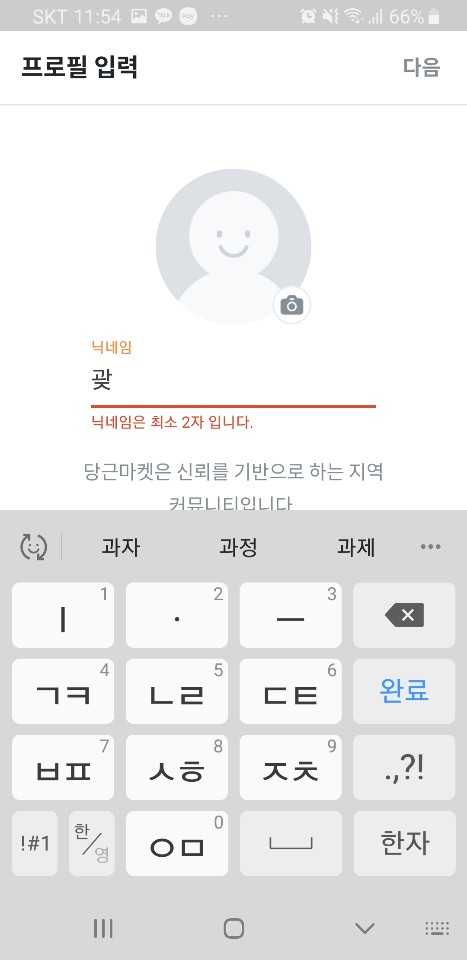 SKT 11:54 TALK Pay ... 66%
프로필 입력 다음
닉네임
괒
닉네임은 최소 2자 입니다.
당근마켓은 신뢰를 기반으로 하는 지역
커뮤니티입니다
과자 과정 과제 ...
ㅣ 1 · 2 ㅡ 3
ㄱㅋ 4 ㄴㄹ 5 ㄷㅌ 6 완료
ㅂㅍ 7 ㅅㅎ 8 ㅈㅊ 9 .,?!
!#1 한/영 ㅇㅁ 0 한자